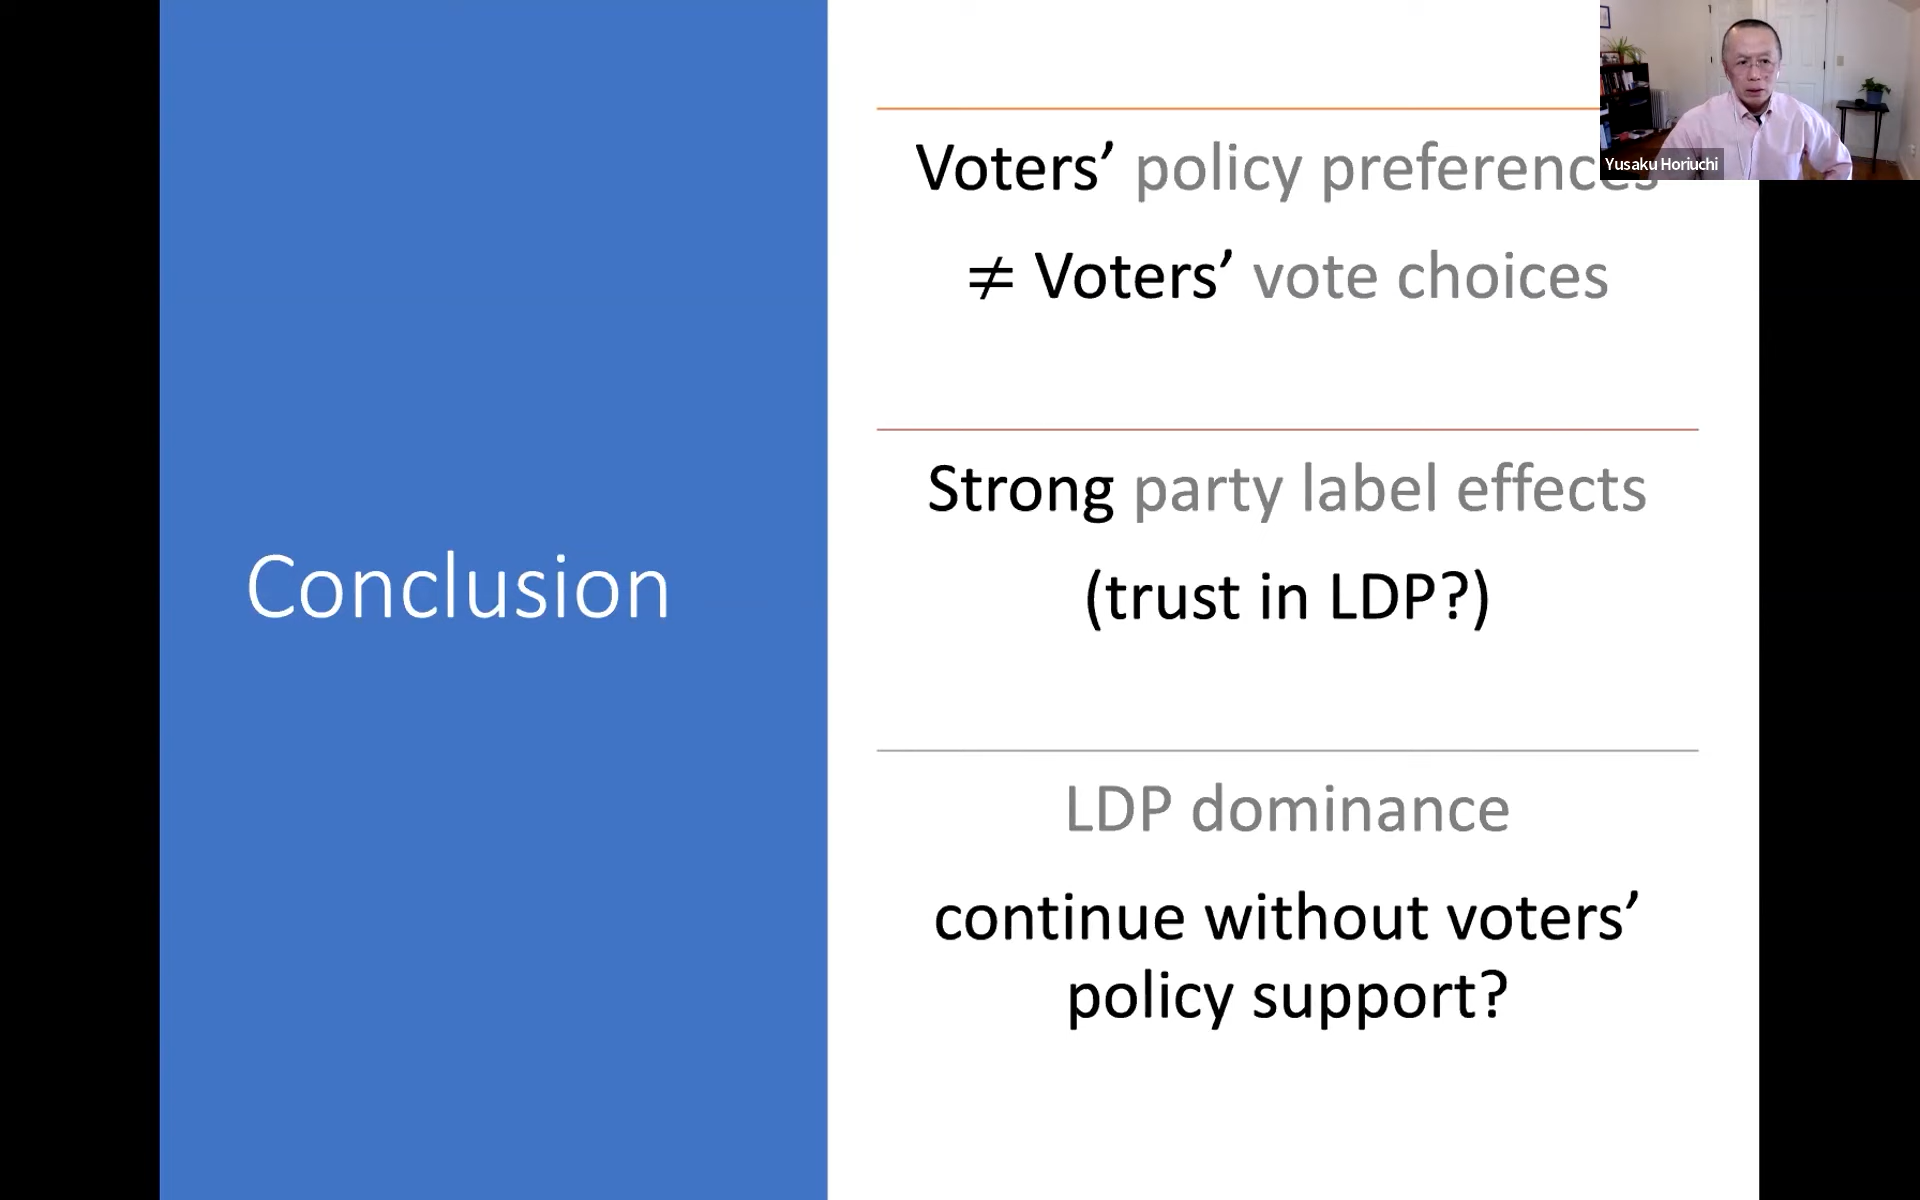 Voters’ policy preferences
≠ Voters’ vote choices
Strong party label effects
(trust in LDP?)
Conclusion
LDP dominance
continue without voters’
policy support?
Yusaku Horiuchi